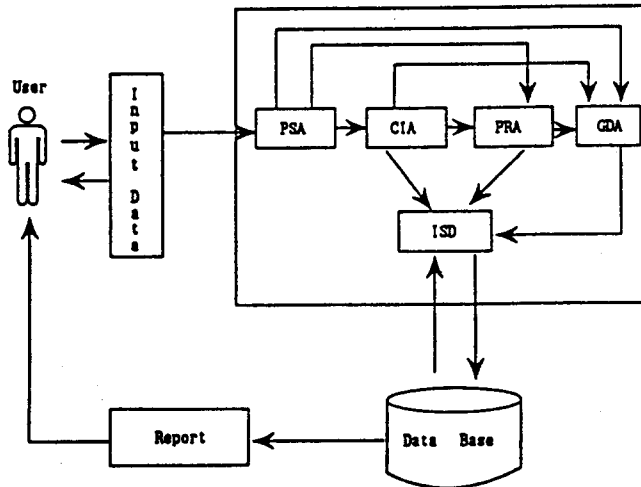 User
Input Data
PSA
CIA
PRA
GDA
ISD
Report
Data Base